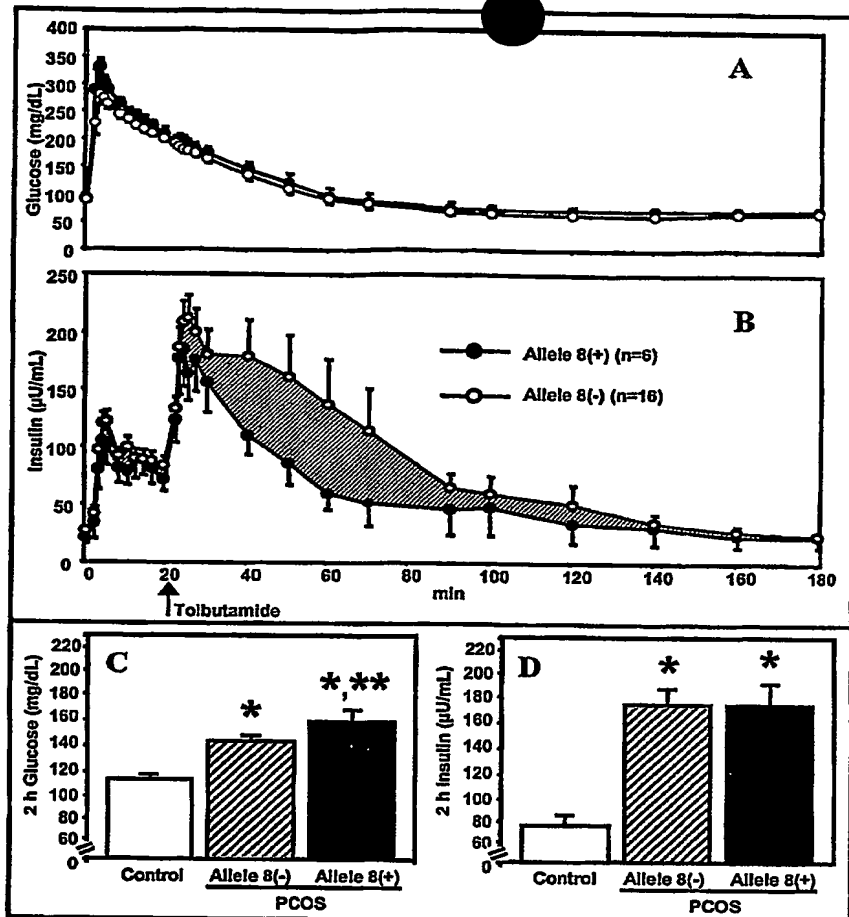 A
Glucose (mg/dL)
400
350
300
250
200
150
100
50
0
B
Insulin (µU/mL)
250
200
150
100
50
0
Allele 8(+) (n=6)
Allele 8(-) (n=16)
0 20 40 60 80 100 120 140 160 180
min
Tolbutamide
C
2 h Glucose (mg/dL)
220
200
180
160
140
120
100
80
60
0
*
*,**
Control Allele 8(-) Allele 8(+)
PCOS
D
2 h Insulin (µU/mL)
220
200
180
160
140
120
100
80
60
0
*
*
Control Allele 8(-) Allele 8(+)
PCOS